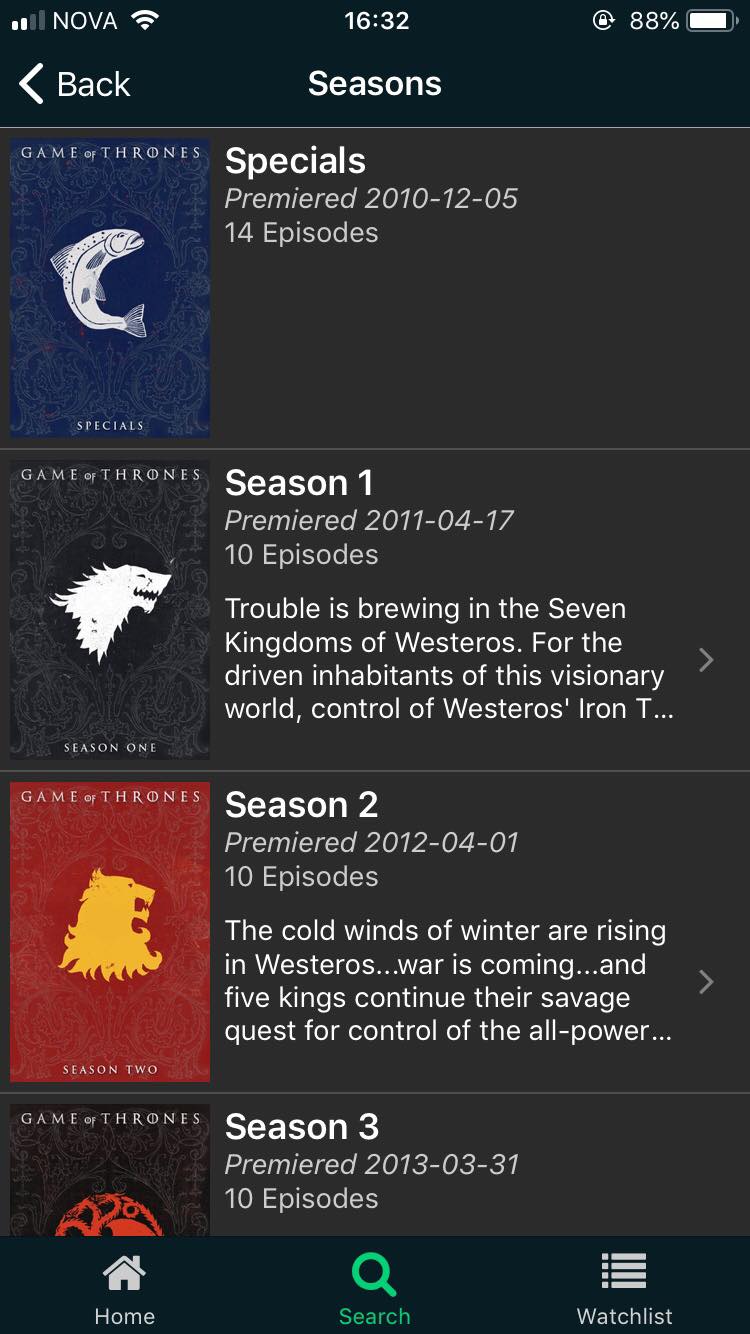 NOVA 16:32 88%
Back Seasons
GAME OF THRONES
SPECIALS
Specials
Premiered 2010-12-05
14 Episodes
GAME OF THRONES
SEASON ONE
Season 1
Premiered 2011-04-17
10 Episodes
Trouble is brewing in the Seven
Kingdoms of Westeros. For the
driven inhabitants of this visionary
world, control of Westeros' Iron T...
GAME OF THRONES
SEASON TWO
Season 2
Premiered 2012-04-01
10 Episodes
The cold winds of winter are rising
in Westeros...war is coming...and
five kings continue their savage
quest for control of the all-power...
GAME OF THRONES
Season 3
Premiered 2013-03-31
10 Episodes
Home Search Watchlist